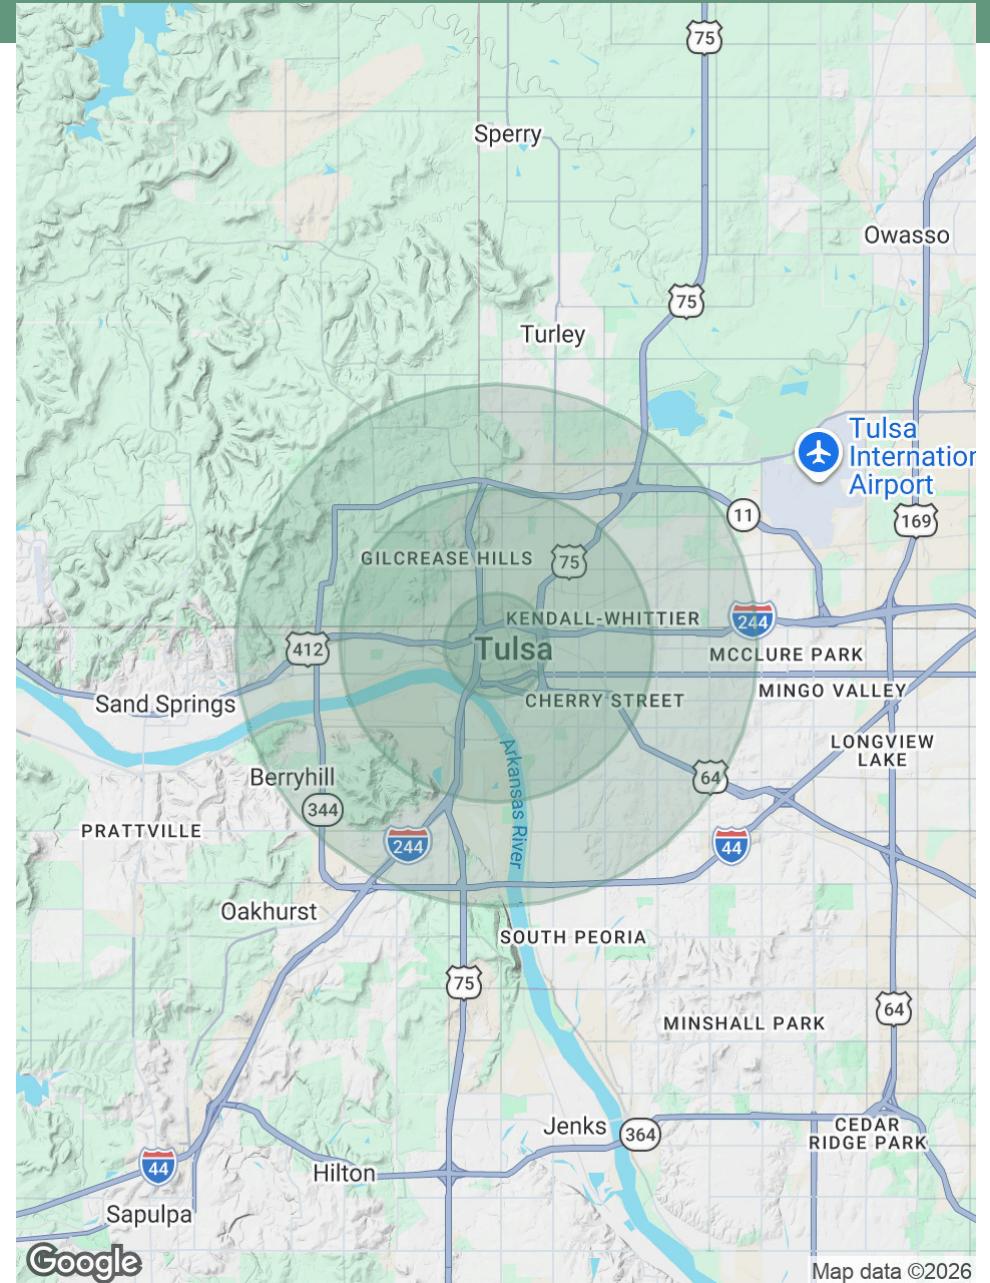 75
Sperry
Owasso
75
Turley
Tulsa
Internation
Airport
11
169
GILCREASE HILLS
75
KENDALL-WHITTIER
244
412
Tulsa
MCCLURE PARK
MINGO VALLEY
Sand Springs
CHERRY STREET
LONGVIEW
LAKE
Arkansas River
Berryhill
64
344
PRATTVILLE
244
44
Oakhurst
SOUTH PEORIA
75
64
MINSHALL PARK
Jenks
364
CEDAR
RIDGE PARK
44
Hilton
Sapulpa
Google
Map data ©2026